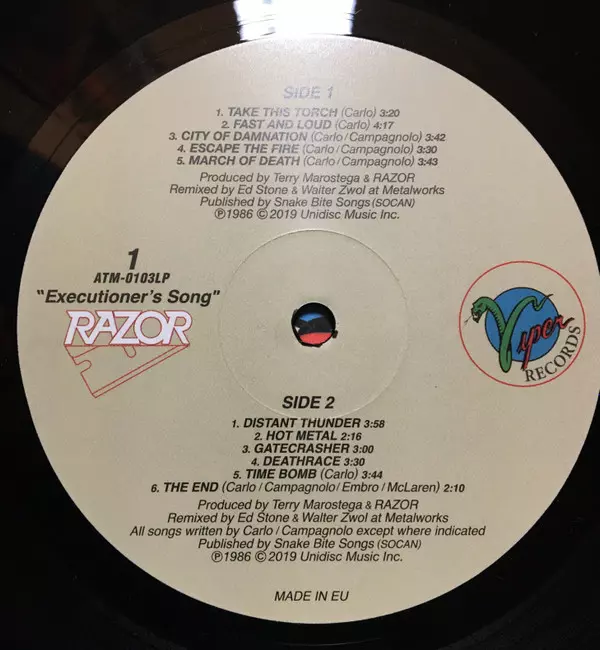 SIDE 1
1. TAKE THIS TORCH (Carlo) 3:20
2. FAST AND LOUD (Carlo) 4:17
3. CITY OF DAMNATION (Carlo/Campagnolo) 3:42
4. ESCAPE THE FIRE (Carlo/Campagnolo) 3:30
5. MARCH OF DEATH (Carlo/Campagnolo) 3:43
Produced by Terry Marostega & RAZOR
Remixed by Ed Stone & Walter Zwol at Metalworks
Published by Snake Bite Songs (SOCAN)
℗1986 ©2019 Unidisc Music Inc.
1
ATM-0103LP
"Executioner's Song"
RAZOR
Viper
RECORDS
SIDE 2
1. DISTANT THUNDER 3:58
2. HOT METAL 2:16
3. GATECRASHER 3:00
4. DEATHRACE 3:30
5. TIME BOMB (Carlo) 3:44
6. THE END (Carlo/Campagnolo/Embro/McLaren) 2:10
Produced by Terry Marostega & RAZOR
Remixed by Ed Stone & Walter Zwol at Metalworks
All songs written by Carlo/Campagnolo except where indicated
Published by Snake Bite Songs (SOCAN)
℗1986 ©2019 Unidisc Music Inc.
MADE IN EU